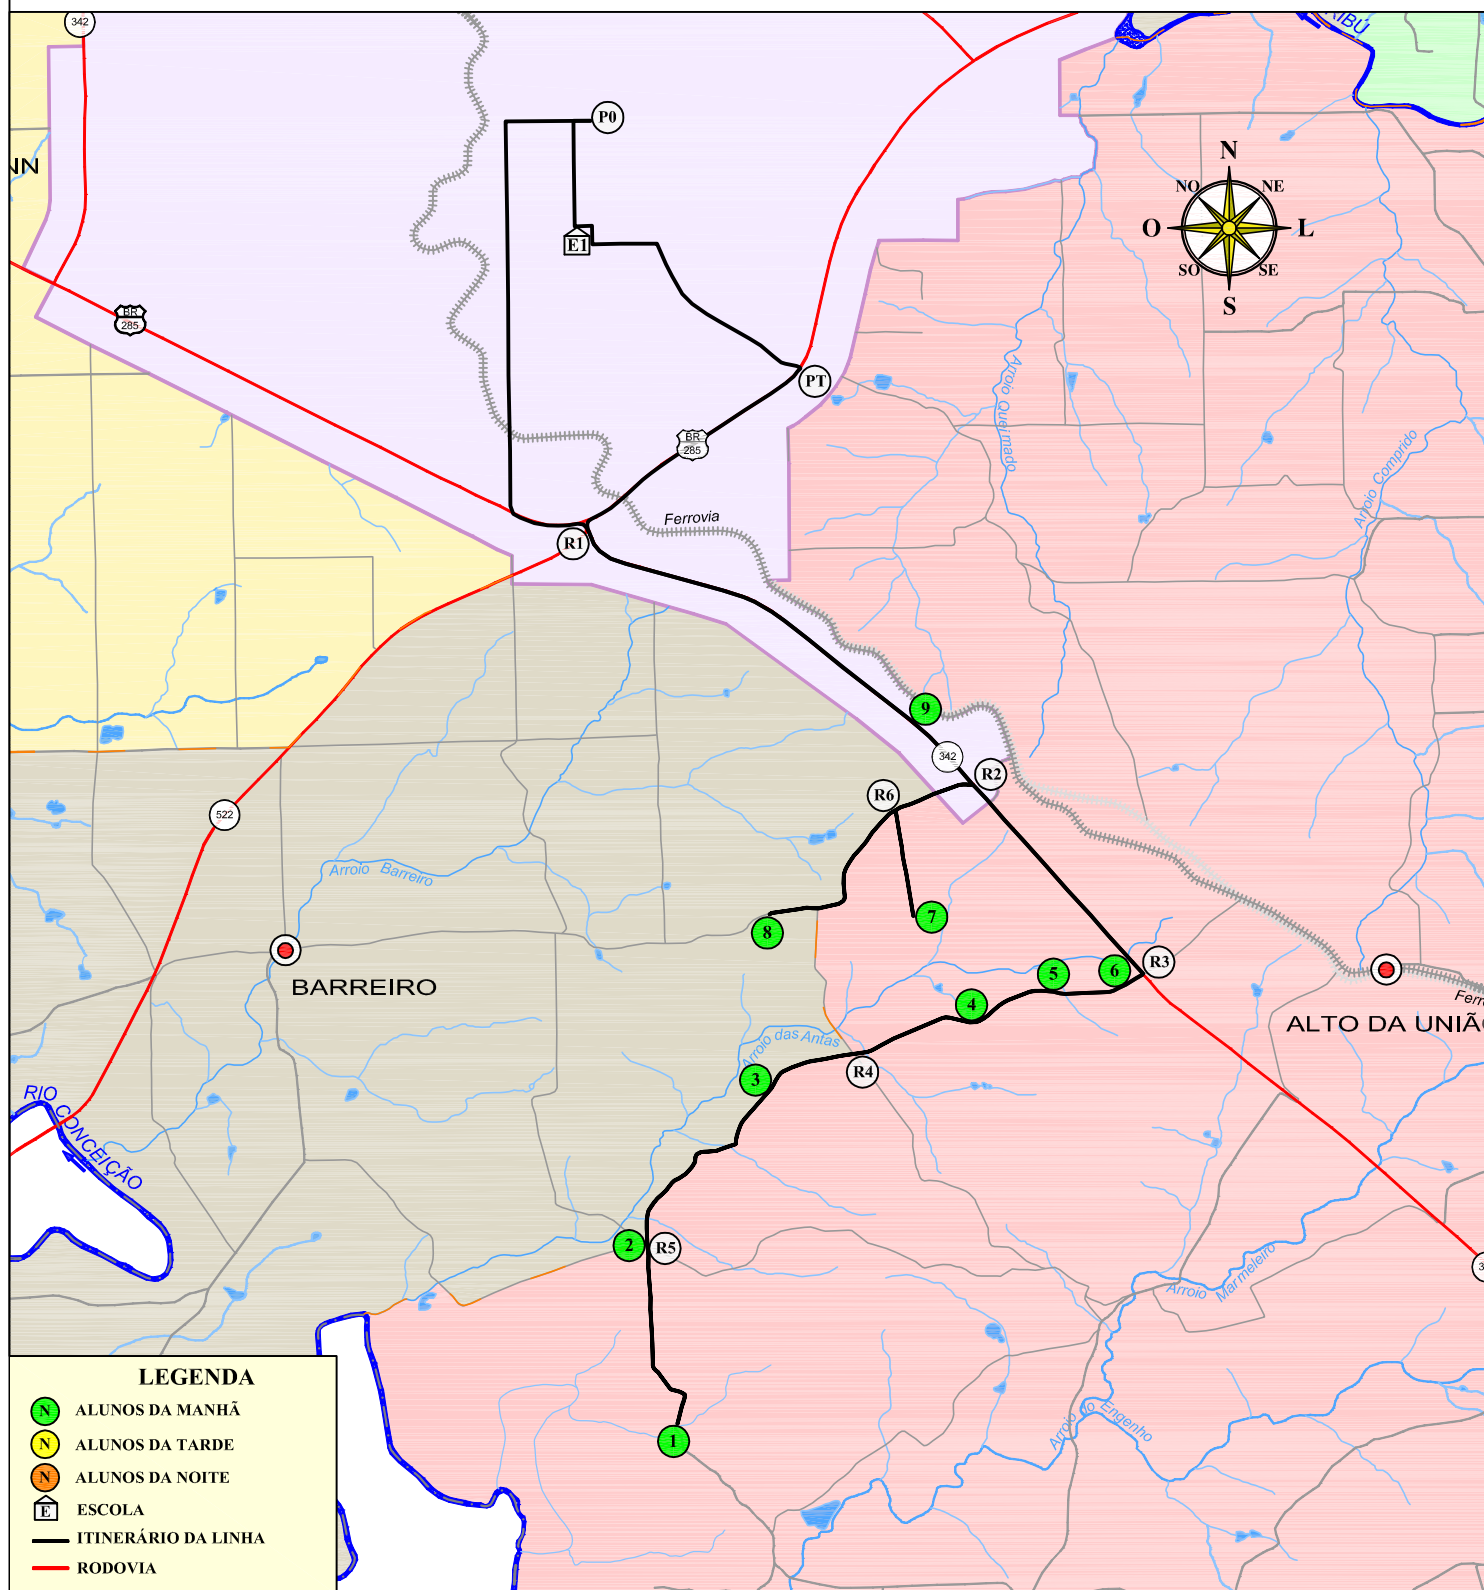 342
RIBÚ
P0
N
NO
NE
NN
O
L
E1
SO
SE
S
BR
285
PT
Arroio Queimado
BR
285
Arroio Comprido
Ferrovia
R1
9
342
R2
R6
522
Arroio Barreiro
7
8
R3
6
5
BARREIRO
4
Ferr
ALTO DA UNIÃ
Arroio das Antas
R4
3
RIO CONCEIÇÃO
2
R5
Arroio Marmeleiro
3
LEGENDA
N ALUNOS DA MANHÃ
N ALUNOS DA TARDE
N ALUNOS DA NOITE
E ESCOLA
ITINERÁRIO DA LINHA
RODOVIA
1
Arroio do Engenho